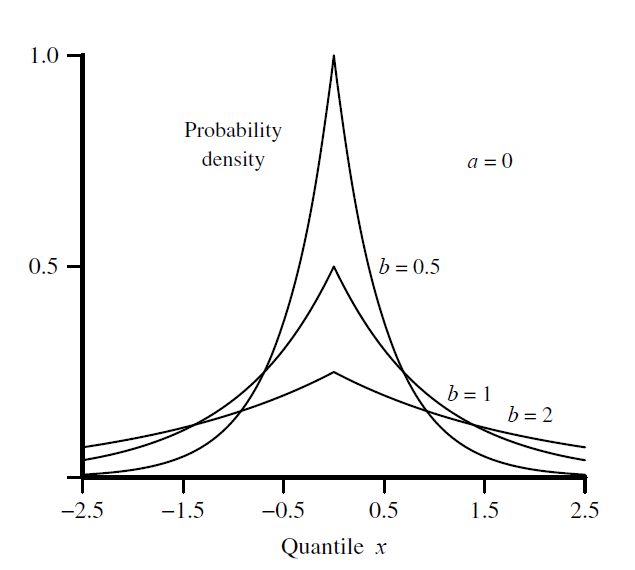 1.0
Probability
density
a = 0
0.5
b = 0.5
b = 1
b = 2
−2.5 −1.5 −0.5 0.5 1.5 2.5
Quantile x